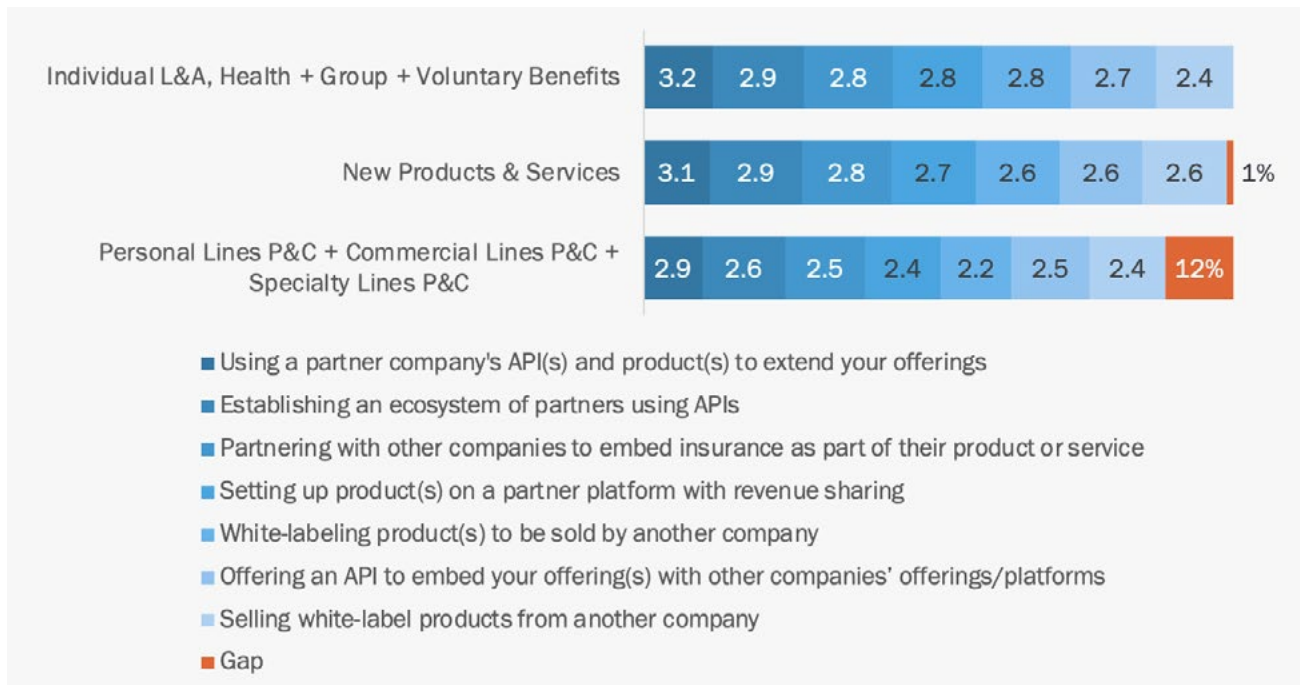 Individual L&A, Health + Group + Voluntary Benefits 3.2 2.9 2.8 2.8 2.8 2.7 2.4
New Products & Services 3.1 2.9 2.8 2.7 2.6 2.6 2.6 1%
Personal Lines P&C + Commercial Lines P&C +
Specialty Lines P&C 2.9 2.6 2.5 2.4 2.2 2.5 2.4 12%
Using a partner company's API(s) and product(s) to extend your offerings
Establishing an ecosystem of partners using APIs
Partnering with other companies to embed insurance as part of their product or service
Setting up product(s) on a partner platform with revenue sharing
White-labeling product(s) to be sold by another company
Offering an API to embed your offering(s) with other companies’ offerings/platforms
Selling white-label products from another company
Gap